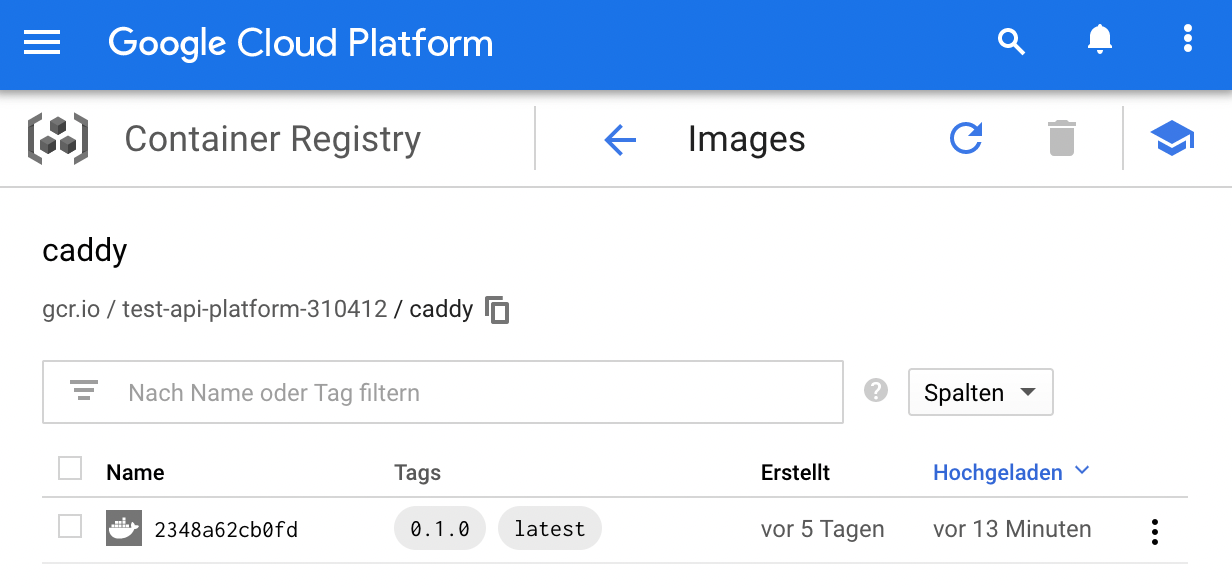 Google Cloud Platform
Container Registry Images
caddy
gcr.io / test-api-platform-310412 / caddy
Nach Name oder Tag filtern ? Spalten
Name Tags Erstellt Hochgeladen
2348a62cb0fd 0.1.0 latest vor 5 Tagen vor 13 Minuten